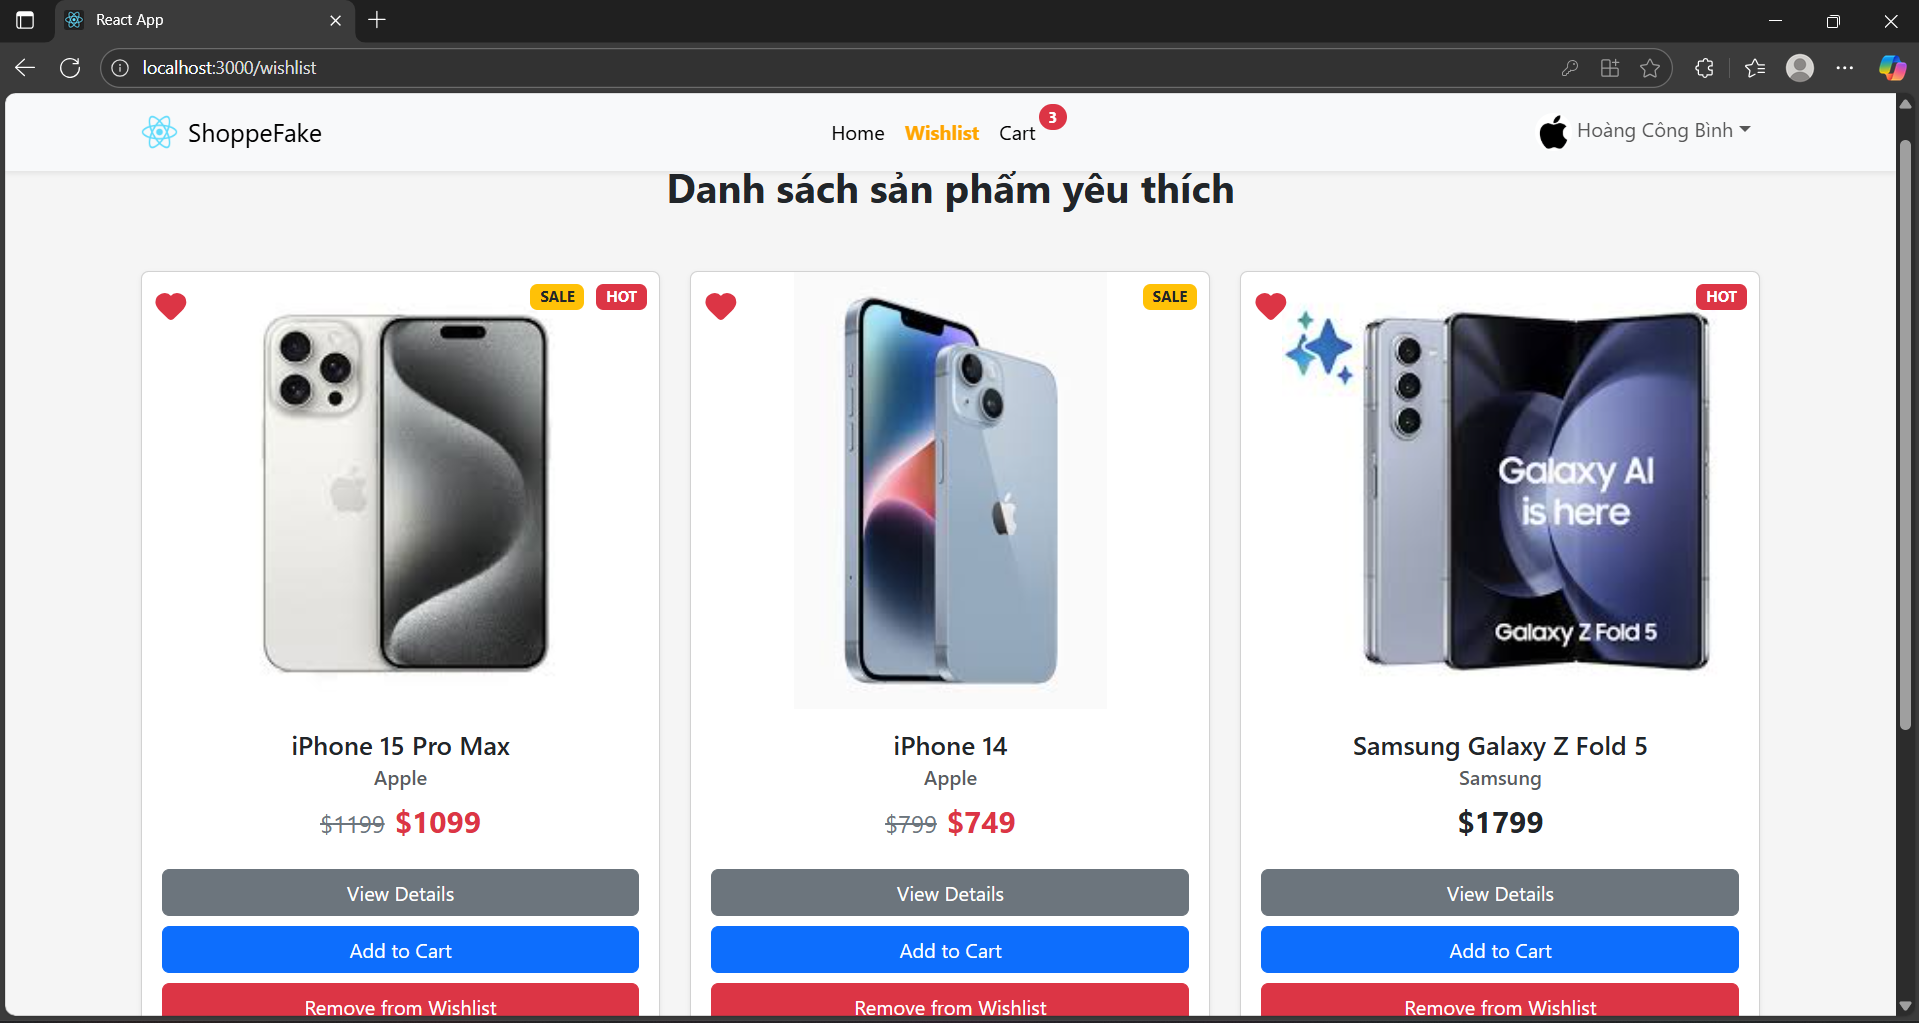 React App
localhost:3000/wishlist
ShoppeFake
Home Wishlist Cart 3
Hoàng Công Bình
Danh sách sản phẩm yêu thích
SALE HOT
SALE
HOT
Galaxy AI
is here
Galaxy Z Fold 5
iPhone 15 Pro Max
Apple
$1199 $1099
View Details
Add to Cart
Remove from Wishlist
iPhone 14
Apple
$799 $749
View Details
Add to Cart
Remove from Wishlist
Samsung Galaxy Z Fold 5
Samsung
$1799
View Details
Add to Cart
Remove from Wishlist